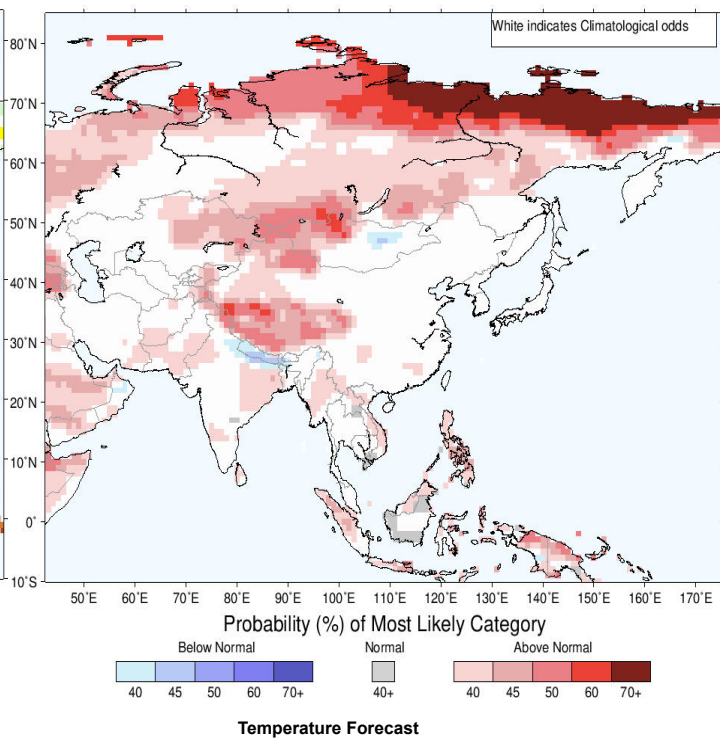 White indicates Climatological odds
80˚N
70˚N
60˚N
50˚N
40˚N
30˚N
20˚N
10˚N
0˚
10˚S
50˚E 60˚E 70˚E 80˚E 90˚E 100˚E 110˚E 120˚E 130˚E 140˚E 150˚E 160˚E 170˚E
Probability (%) of Most Likely Category
Below Normal Normal Above Normal
40 45 50 60 70+ 40+ 40 45 50 60 70+
Temperature Forecast